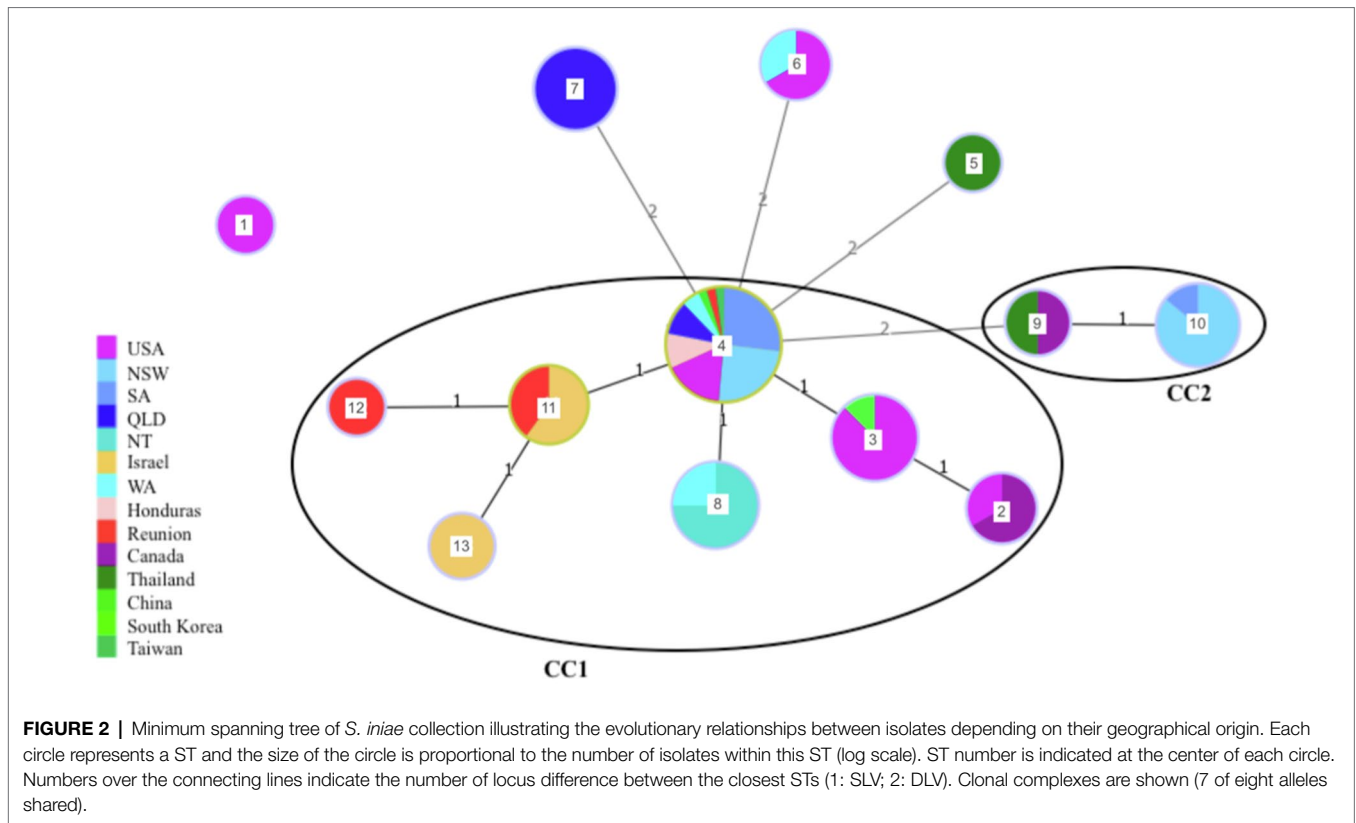 7
6
5
1
2
2
2
2
9
1
10
CC2
4
1
1
1
12
1
11
1
3
1
2
8
13
CC1
USA
NSW
SA
QLD
NT
Israel
WA
Honduras
Reunion
Canada
Thailand
China
South Korea
Taiwan
FIGURE 2 | Minimum spanning tree of S. iniae collection illustrating the evolutionary relationships between isolates depending on their geographical origin. Each
circle represents a ST and the size of the circle is proportional to the number of isolates within this ST (log scale). ST number is indicated at the center of each circle.
Numbers over the connecting lines indicate the number of locus difference between the closest STs (1: SLV; 2: DLV). Clonal complexes are shown (7 of eight alleles
shared).